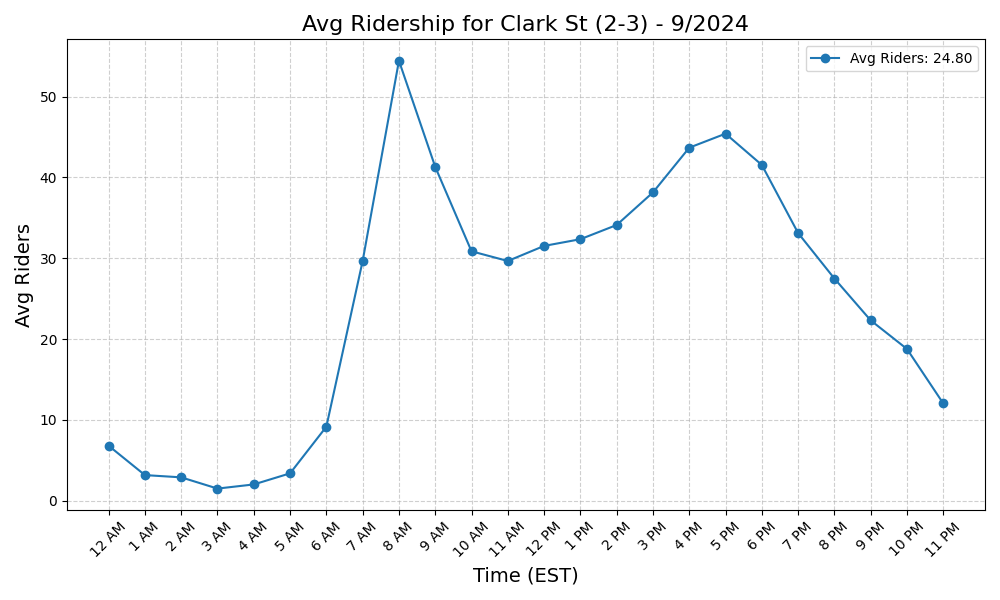 Avg Ridership for Clark St (2-3) - 9/2024
Avg Riders: 24.80
Avg Riders
50
40
30
20
10
0
12 AM
1 AM
2 AM
3 AM
4 AM
5 AM
6 AM
7 AM
8 AM
9 AM
10 AM
11 AM
12 PM
1 PM
2 PM
3 PM
4 PM
5 PM
6 PM
7 PM
8 PM
9 PM
10 PM
11 PM
Time (EST)